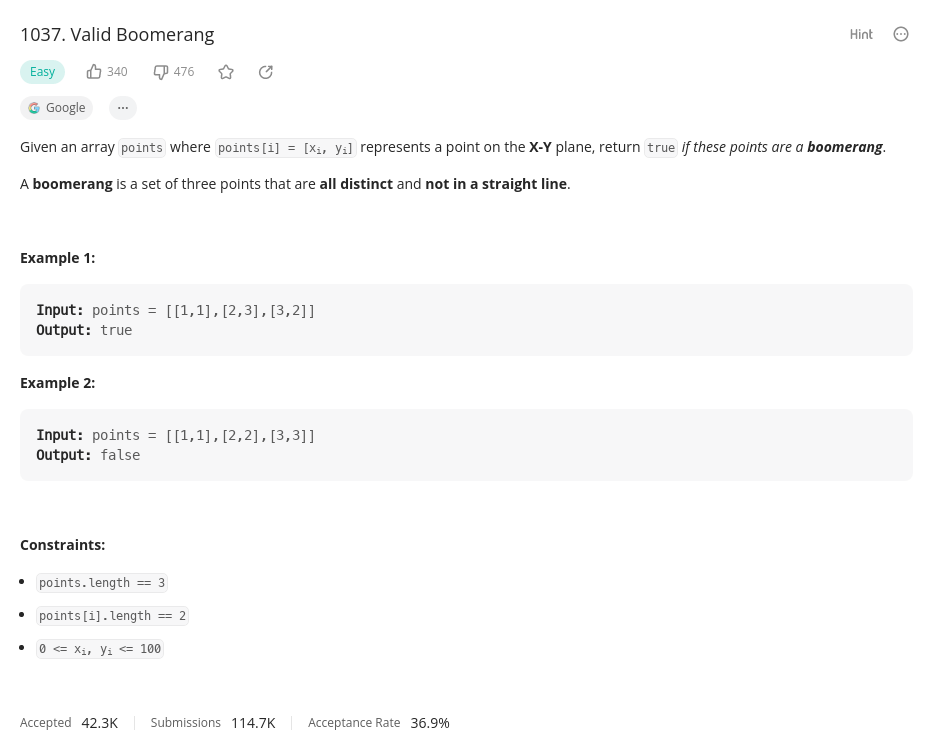 1037. Valid Boomerang
Hint
Easy 340 476
Google ...
Given an array points where points[i] = [xᵢ, yᵢ] represents a point on the X-Y plane, return true if these points are a boomerang.
A boomerang is a set of three points that are all distinct and not in a straight line.
Example 1:
Input: points = [[1,1],[2,3],[3,2]]
Output: true
Example 2:
Input: points = [[1,1],[2,2],[3,3]]
Output: false
Constraints:
• points.length == 3
• points[i].length == 2
• 0 <= xᵢ, yᵢ <= 100
Accepted 42.3K Submissions 114.7K Acceptance Rate 36.9%